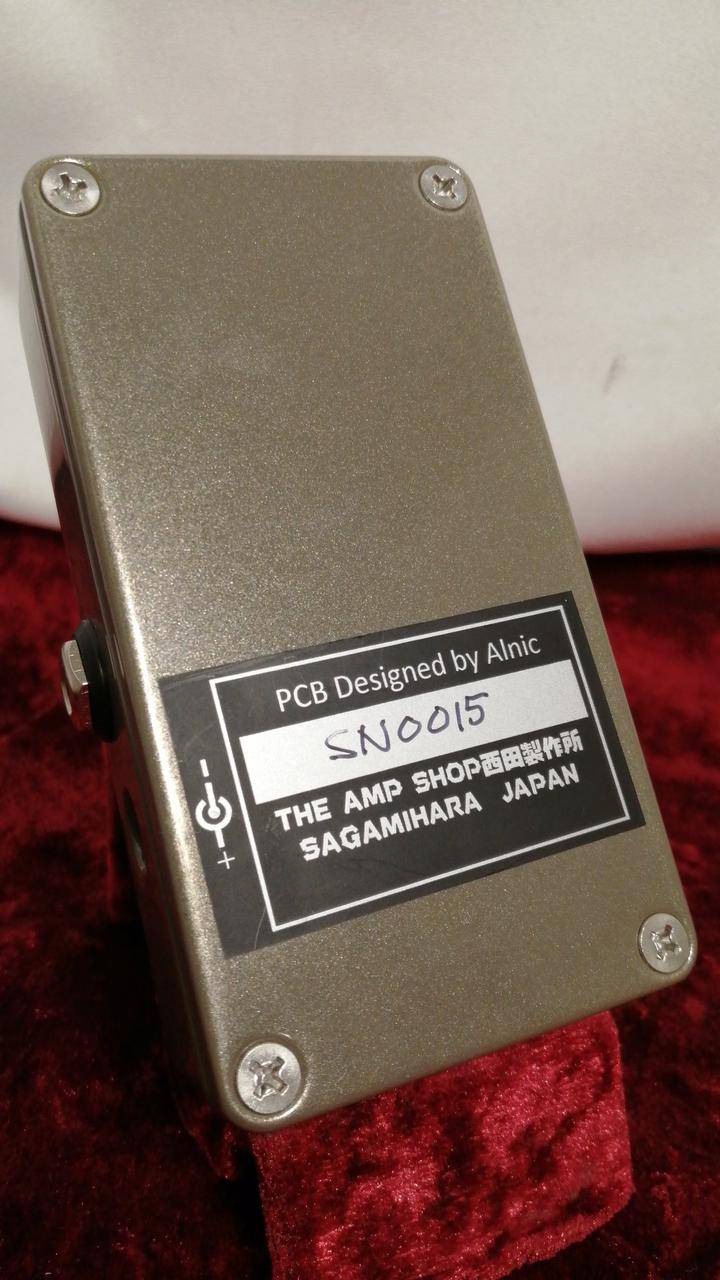 PCB Designed by Alnic
SN0015
THE AMP SHOP西田製作所
SAGAMIHARA JAPAN
- +